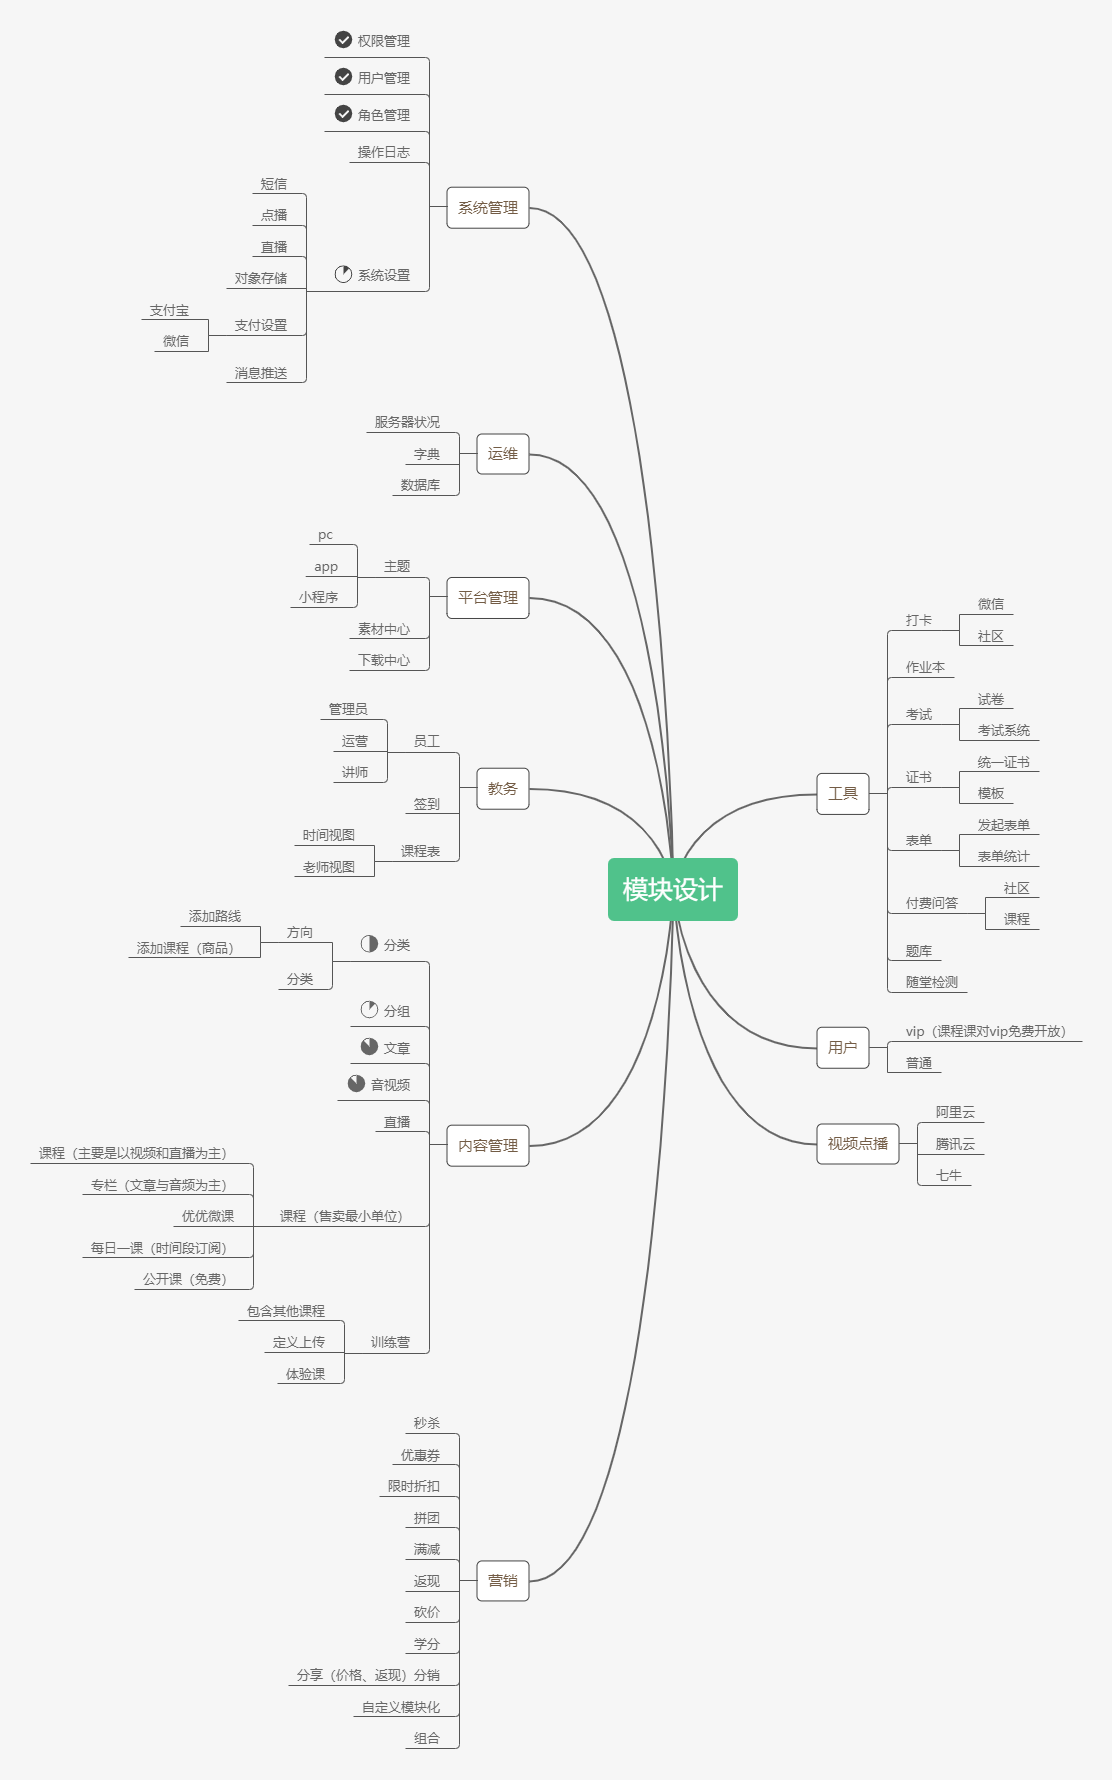 模块设计
系统管理
权限管理
用户管理
角色管理
操作日志
系统设置
短信
点播
直播
对象存储
支付设置
支付宝
微信
消息推送
运维
服务器状况
字典
数据库
平台管理
主题
pc
app
小程序
素材中心
下载中心
教务
员工
管理员
运营
讲师
签到
课程表
时间视图
老师视图
内容管理
分类
方向
添加路线
添加课程（商品）
分类
分组
文章
音视频
直播
课程（售卖最小单位）
课程（主要是以视频和直播为主）
专栏（文章与音频为主）
优优微课
每日一课（时间段订阅）
公开课（免费）
训练营
包含其他课程
定义上传
体验课
营销
秒杀
优惠券
限时折扣
拼团
满减
返现
砍价
学分
分享（价格、返现）分销
自定义模块化
组合
工具
打卡
微信
社区
作业本
考试
试卷
考试系统
证书
统一证书
模板
表单
发起表单
表单统计
付费问答
社区
课程
题库
随堂检测
用户
vip（课程课对vip免费开放）
普通
视频点播
阿里云
腾讯云
七牛